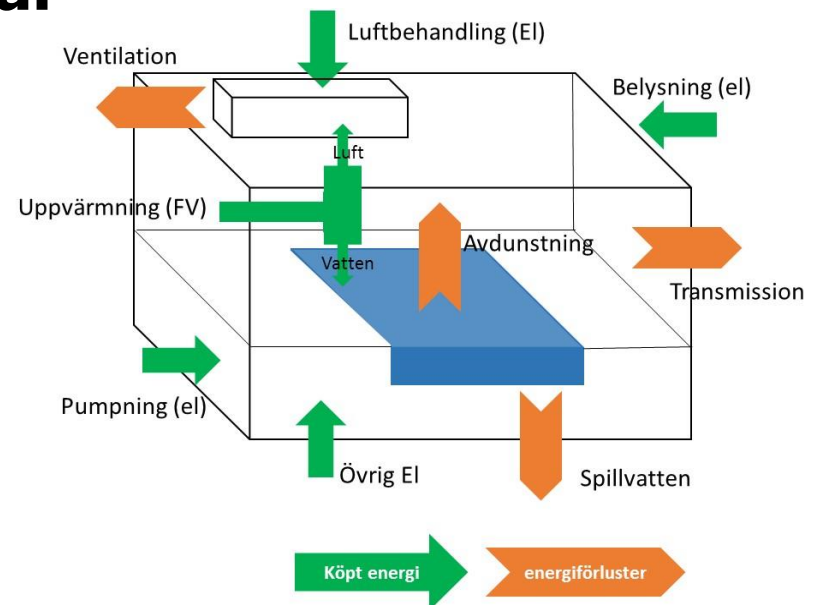 Luftbehandling (El)
Ventilation
Belysning (el)
Luft
Uppvärmning (FV)
Avdunstning
Vatten
Transmission
Pumpning (el)
Övrig El
Spillvatten
Köpt energi
energiförluster